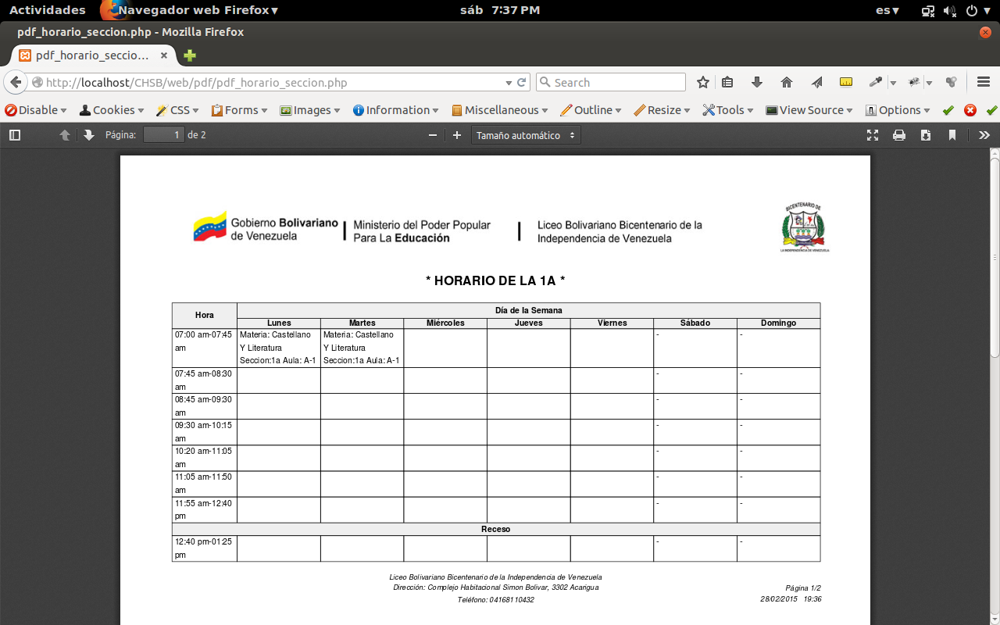 Actividades Navegador web Firefox sáb 7:37 PM es
pdf_horario_seccion.php - Mozilla Firefox
pdf_horario_seccio...
http://localhost/CHSB/web/pdf/pdf_horario_seccion.php Search
Disable Cookies CSS Forms Images Information Miscellaneous Outline Resize Tools View Source Options
Página: 1 de 2 Tamaño automático
BICENTENARIO DE
Gobierno Bolivariano
de Venezuela
Ministerio del Poder Popular
Para La Educación
Liceo Bolivariano Bicentenario de la
Independencia de Venezuela
LA INDEPENDENCIA DE VENEZUELA
* HORARIO DE LA 1A *
Hora Día de la Semana
Lunes Martes Miércoles Jueves Viernes Sábado Domingo
07:00 am-07:45 Materia: Castellano Materia: Castellano - -
am Y Literatura Y Literatura
Seccion:1a Aula: A-1 Seccion:1a Aula: A-1
07:45 am-08:30 - -
am
08:45 am-09:30 - -
am
09:30 am-10:15 - -
am
10:20 am-11:05 - -
am
11:05 am-11:50 - -
am
11:55 am-12:40 - -
pm
Receso
12:40 pm-01:25 - -
pm
Liceo Bolivariano Bicentenario de la Independencia de Venezuela
Dirección: Complejo Habitacional Simon Bolivar, 3302 Acarigua
Página 1/2
Teléfono: 04168110432
28/02/2015 19:36